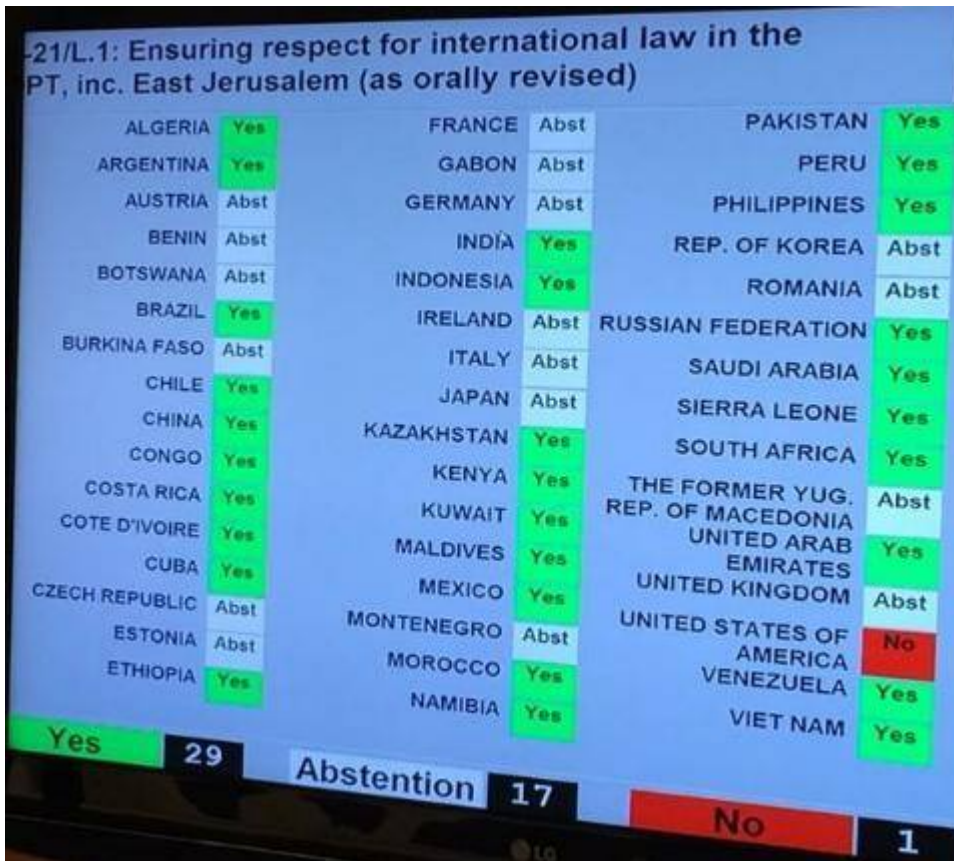 -21/L.1: Ensuring respect for international law in the
PT, inc. East Jerusalem (as orally revised)
ALGERIA Yes
ARGENTINA Yes
AUSTRIA Abst
BENIN Abst
BOTSWANA Abst
BRAZIL Yes
BURKINA FASO Abst
CHILE Yes
CHINA Yes
CONGO Yes
COSTA RICA Yes
COTE D'IVOIRE Yes
CUBA Yes
CZECH REPUBLIC Abst
ESTONIA Abst
ETHIOPIA Yes
FRANCE Abst
GABON Abst
GERMANY Abst
INDIA Yes
INDONESIA Yes
IRELAND Abst
ITALY Abst
JAPAN Abst
KAZAKHSTAN Yes
KENYA Yes
KUWAIT Yes
MALDIVES Yes
MEXICO Yes
MONTENEGRO Abst
MOROCCO Yes
NAMIBIA Yes
PAKISTAN Yes
PERU Yes
PHILIPPINES Yes
REP. OF KOREA Abst
ROMANIA Abst
RUSSIAN FEDERATION Yes
SAUDI ARABIA Yes
SIERRA LEONE Yes
SOUTH AFRICA Yes
THE FORMER YUG.
REP. OF MACEDONIA Abst
UNITED ARAB
EMIRATES Yes
UNITED KINGDOM Abst
UNITED STATES OF
AMERICA No
VENEZUELA Yes
VIET NAM Yes
Yes 29 Abstention 17 No 1
LG